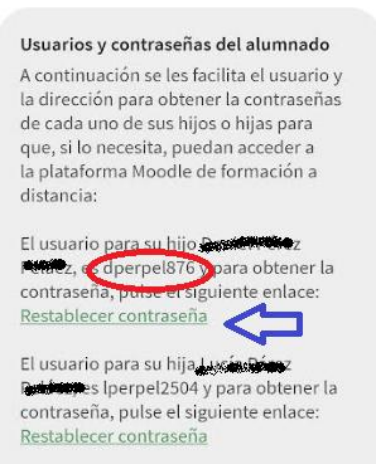 Usuarios y contraseñas del alumnado
A continuación se les facilita el usuario y
la dirección para obtener la contraseñas
de cada uno de sus hijos o hijas para
que, si lo necesita, puedan acceder a
la plataforma Moodle de formación a
distancia:
El usuario para su hijo
es dperpel876 y para obtener la
contraseña, pulse el siguiente enlace:
Restablecer contraseña
El usuario para su hija
es lperpel2504 y para obtener la
contraseña, pulse el siguiente enlace:
Restablecer contraseña